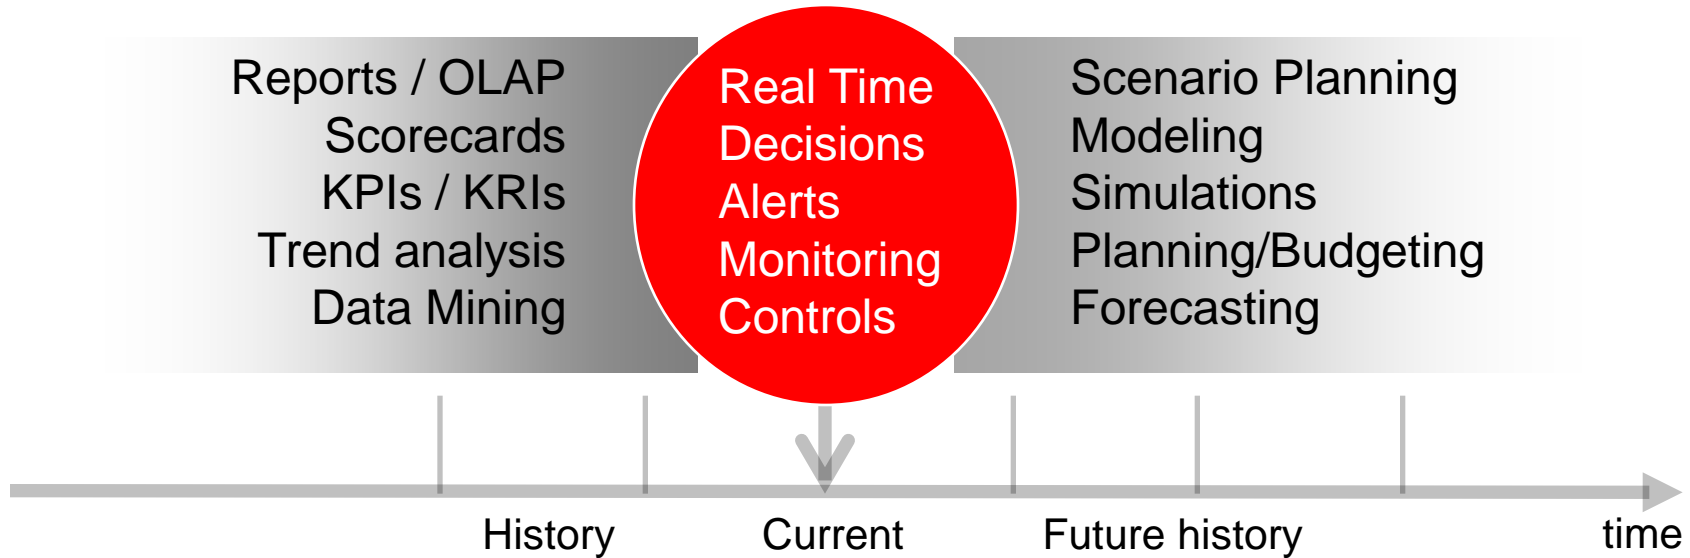 Reports / OLAP
Scorecards
KPIs / KRIs
Trend analysis
Data Mining
Real Time
Decisions
Alerts
Monitoring
Controls
Scenario Planning
Modeling
Simulations
Planning/Budgeting
Forecasting
History
Current
Future history
time